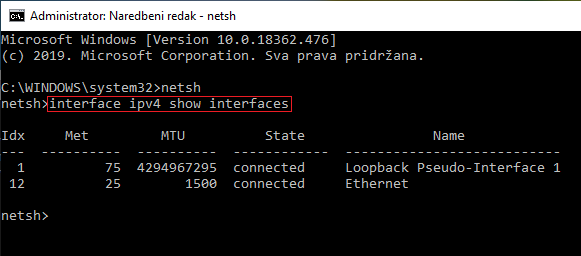 Administrator: Naredbeni redak - netsh
Microsoft Windows [Version 10.0.18362.476]
(c) 2019. Microsoft Corporation. Sva prava pridržana.
C:\WINDOWS\system32>netsh
netsh>interface ipv4 show interfaces
Idx     Met         MTU          State                Name
---  ----------  ----------  ------------  ---------------------------
  1          75  4294967295  connected     Loopback Pseudo-Interface 1
 12          25        1500  connected     Ethernet
netsh>